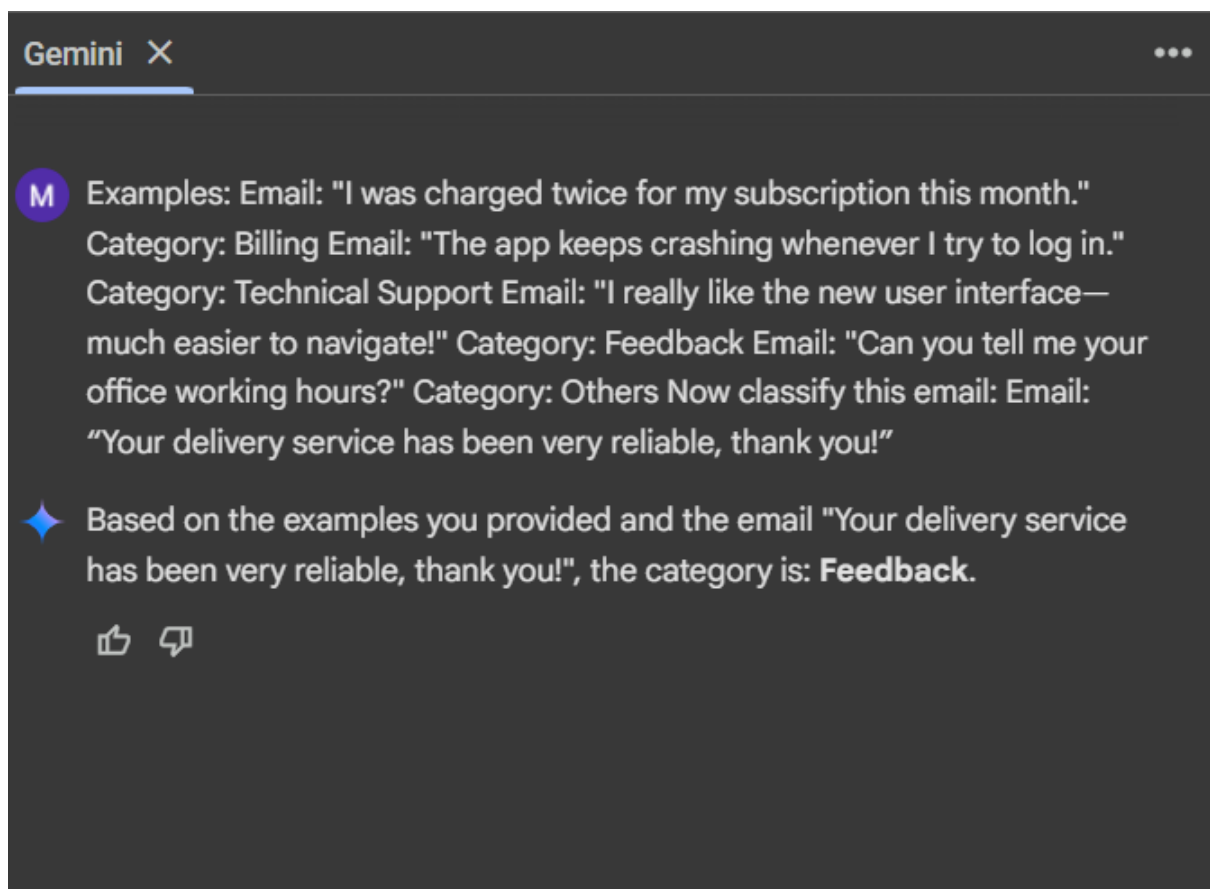 Gemini
M
Examples: Email: "I was charged twice for my subscription this month."
Category: Billing Email: "The app keeps crashing whenever I try to log in."
Category: Technical Support Email: "I really like the new user interface—
much easier to navigate!" Category: Feedback Email: "Can you tell me your
office working hours?" Category: Others Now classify this email: Email:
“Your delivery service has been very reliable, thank you!”
Based on the examples you provided and the email "Your delivery service
has been very reliable, thank you!", the category is: Feedback.